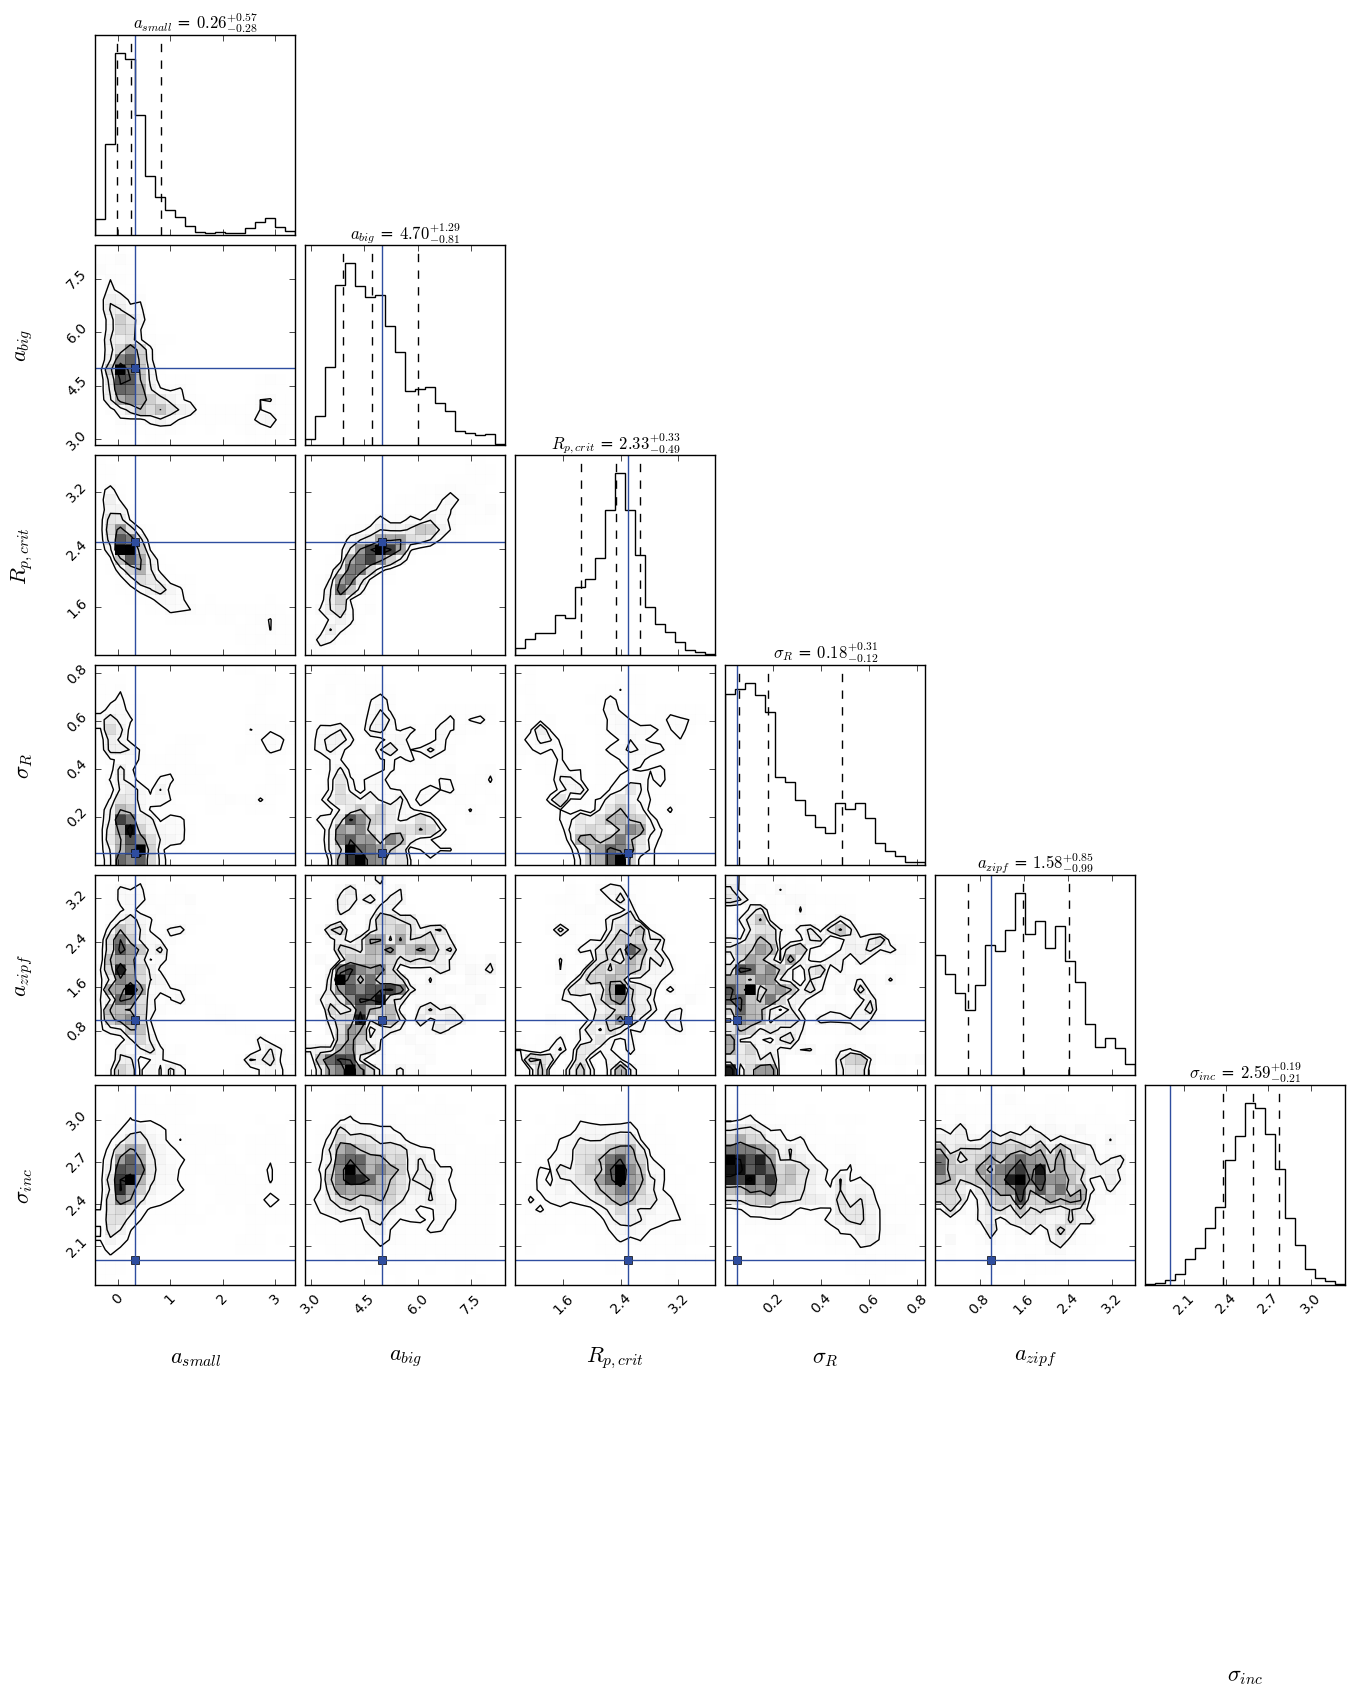 a_{small} = 0.26^{+0.57}_{-0.28}
a_{big} = 4.70^{+1.29}_{-0.81}
7.5
6.0
4.5
3.0
a_{big}
R_{p,crit} = 2.33^{+0.33}_{-0.49}
3.2
2.4
1.6
R_{p,crit}
σ_R = 0.18^{+0.31}_{-0.12}
0.8
0.6
0.4
0.2
σ_R
a_{zipf} = 1.58^{+0.85}_{-0.99}
3.2
2.4
1.6
0.8
a_{zipf}
σ_{inc} = 2.59^{+0.19}_{-0.21}
3.0
2.7
2.4
2.1
σ_{inc}
0 1 2 3 3.0 4.5 6.0 7.5 1.6 2.4 3.2 0.2 0.4 0.6 0.8 0.8 1.6 2.4 3.2 2.1 2.4 2.7 3.0
a_{small} a_{big} R_{p,crit} σ_R a_{zipf}
σ_{inc}